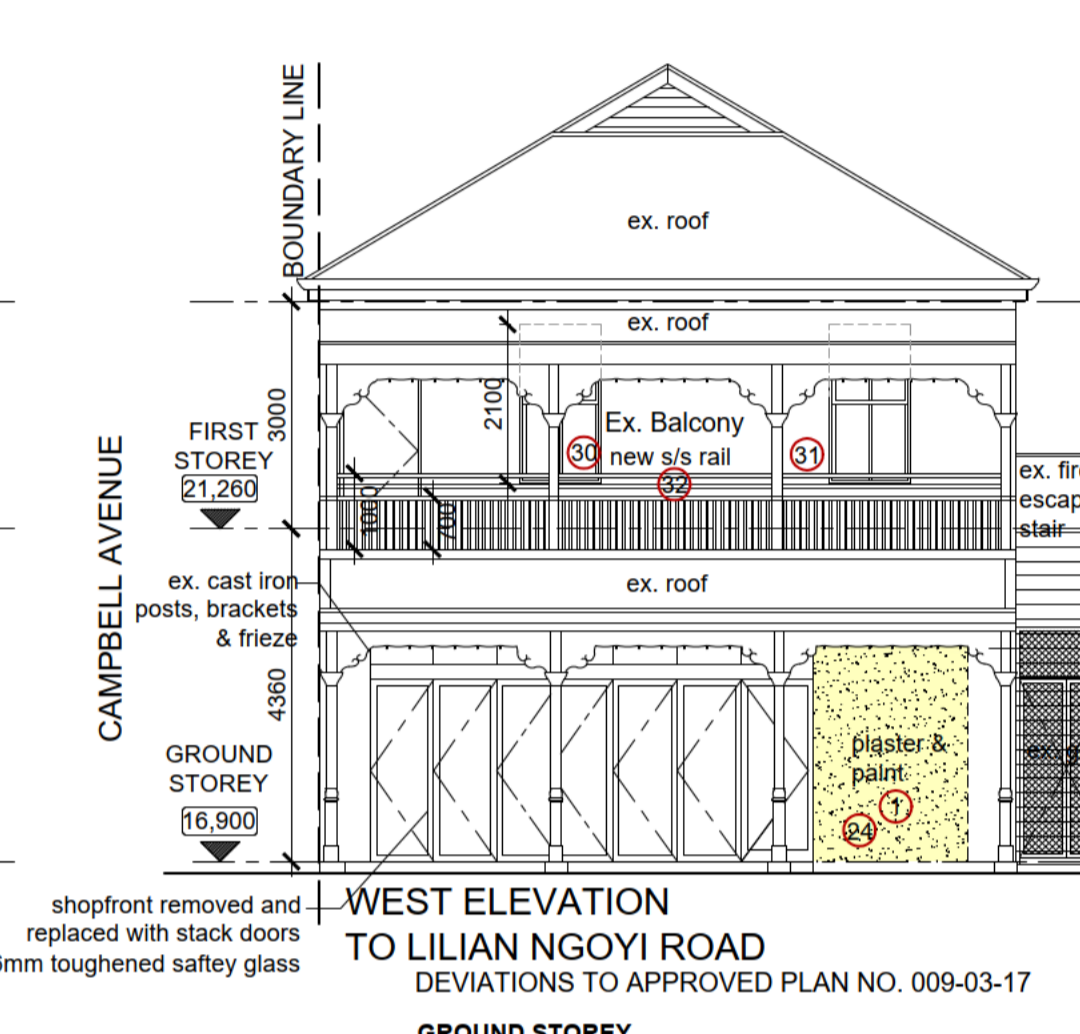 BOUNDARY LINE
ex. roof
ex. roof
3000
2100
FIRST
STOREY
21,260
Ex. Balcony
new s/s rail
30
31
32
1000
700
ex. fire
escap
stair
CAMPBELL AVENUE
ex. cast iron
posts, brackets
& frieze
ex. roof
4360
GROUND
STOREY
16,900
plaster &
paint
1
24
shopfront removed and
replaced with stack doors
6mm toughened saftey glass
WEST ELEVATION
TO LILIAN NGOYI ROAD
DEVIATIONS TO APPROVED PLAN NO. 009-03-17
GROUND STOREY